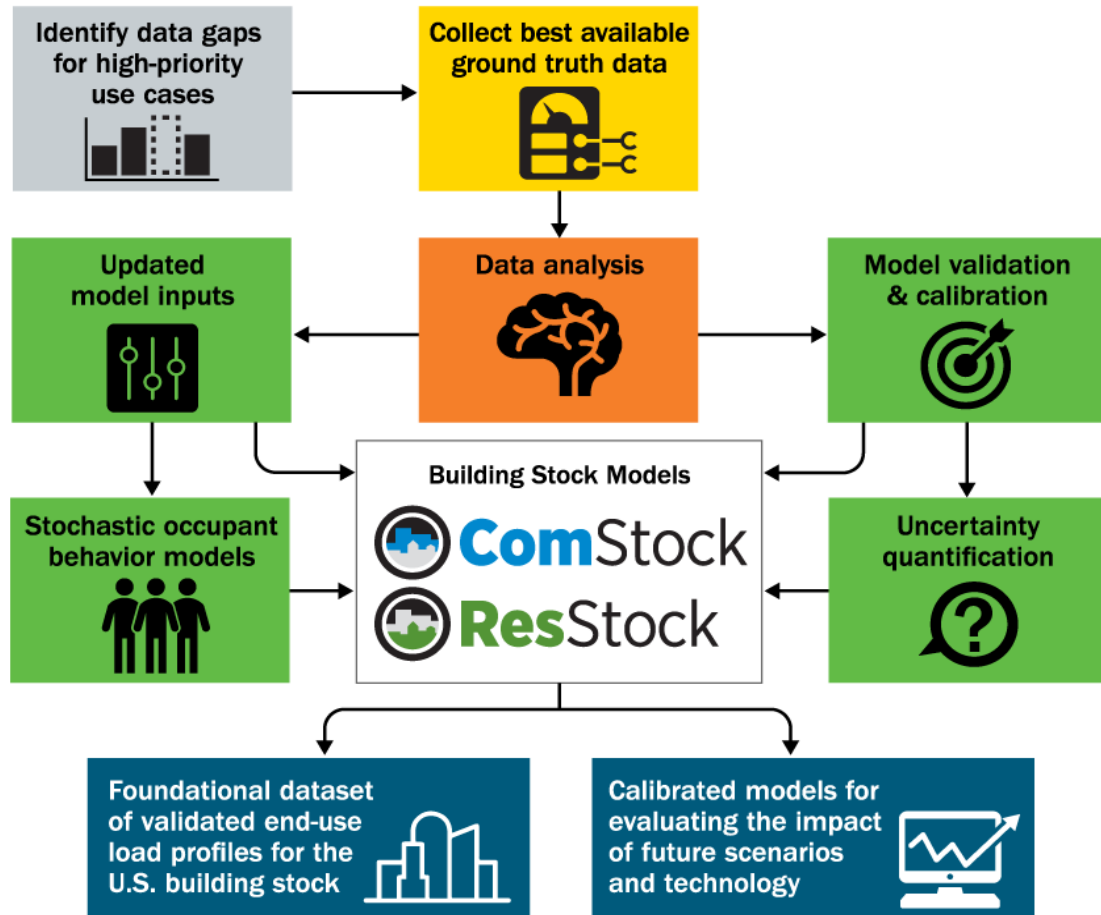 Identify data gaps
for high-priority
use cases
Collect best available
ground truth data
Updated
model inputs
Data analysis
Model validation
& calibration
Stochastic occupant
behavior models
Building Stock Models
ComStock
ResStock
Uncertainty
quantification
?
Foundational dataset
of validated end-use
load profiles for the
U.S. building stock
Calibrated models for
evaluating the impact
of future scenarios
and technology